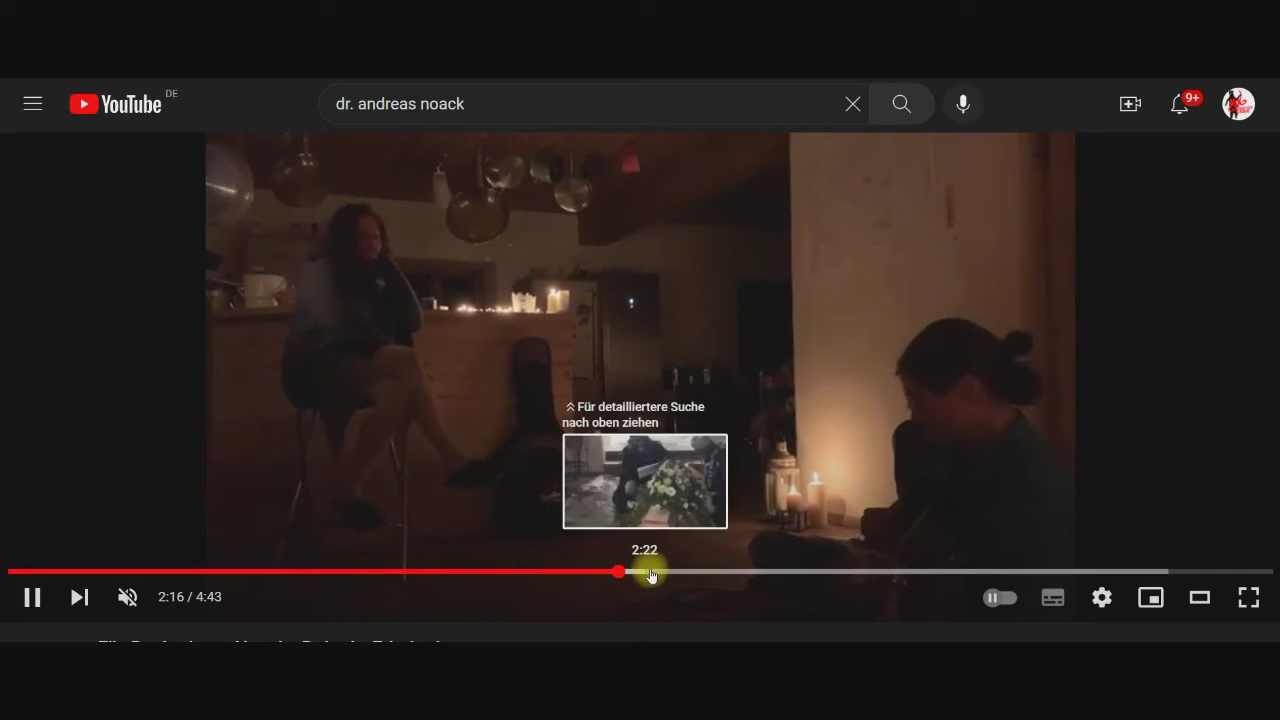 YouTube DE
dr. andreas noack
9+
Für detailliertere Suche
nach oben ziehen
2:22
2:16 / 4:43